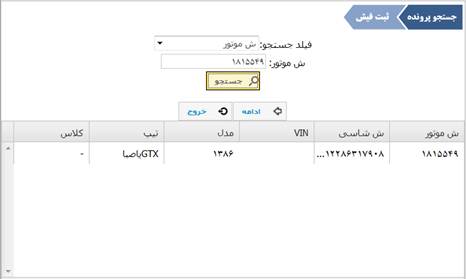 جستجو پرونده ثبت فیش
فیلد جستجو: ش موتور
ش موتور: ۱۸۱۵۵۴۹
جستجو
ادامه خروج
ش موتور ش شاسی VIN مدل تیپ کلاس
۱۸۱۵۵۴۹ ...۱۲۲۸۶۳۱۷۹۰۸ ۱۳۸۶ GTXیاصبا -